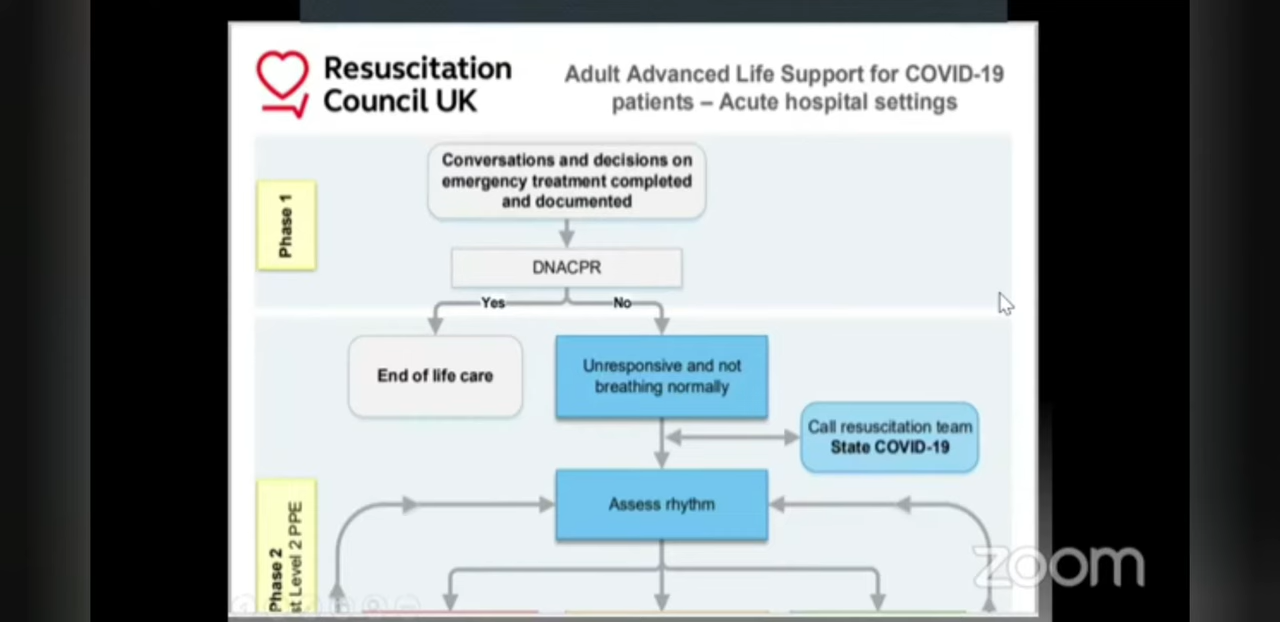 Resuscitation
Council UK
Adult Advanced Life Support for COVID-19
patients – Acute hospital settings
Phase 1
Conversations and decisions on
emergency treatment completed
and documented
DNACPR
Yes
No
End of life care
Unresponsive and not
breathing normally
Call resuscitation team
State COVID-19
Assess rhythm
Phase 2
Level 2 PPE
zoom